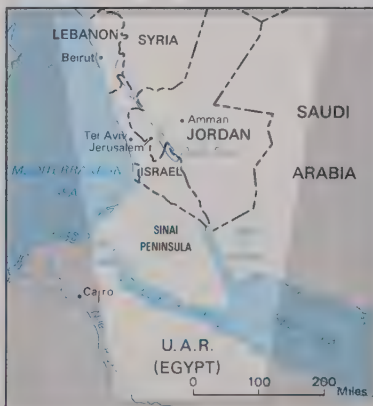 LEBANON
SYRIA
Beirut
Amman
SAUDI
Tel Aviv
JORDAN
Jerusalem
ISRAEL
ARABIA
SINAI
PENINSULA
Cairo
U.A.R.
(EGYPT)
0 100 200
Miles